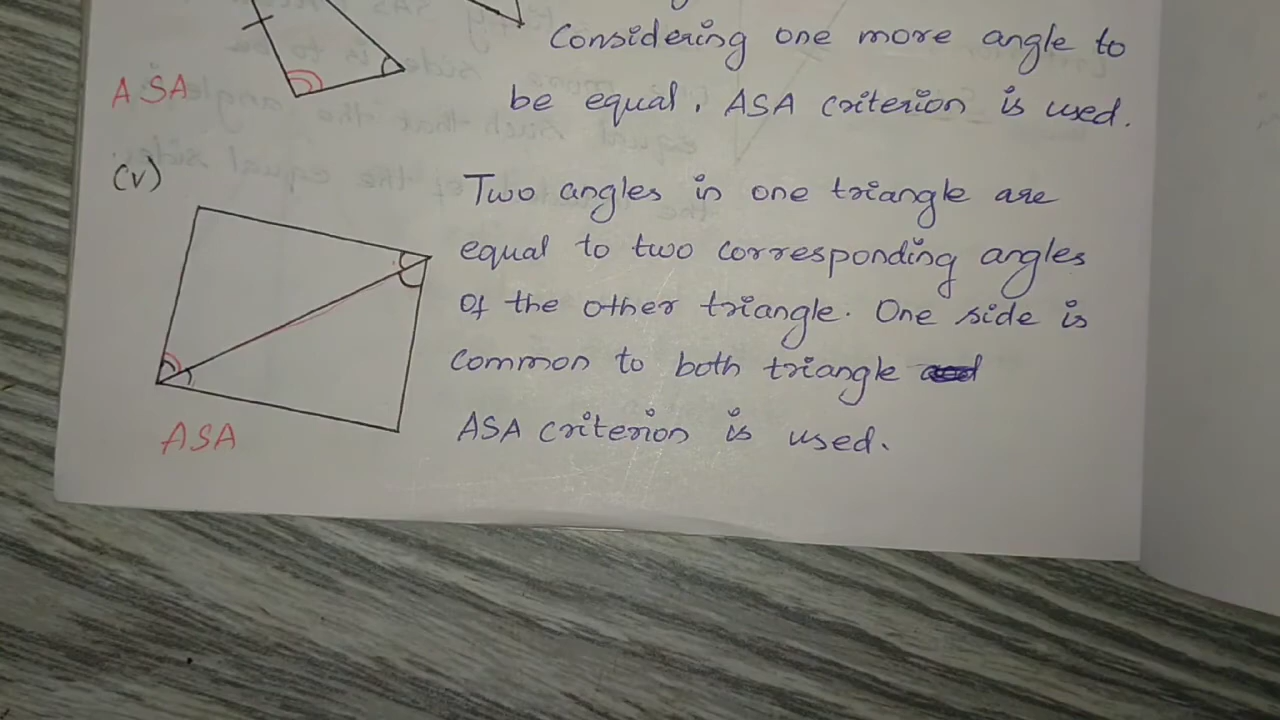 Considering one more angle to
ASA
be equal, ASA criterion is used.
(v)
Two angles in one triangle are
equal to two corresponding angles
of the other triangle. One side is
common to both triangle
ASA criterion is used.
ASA